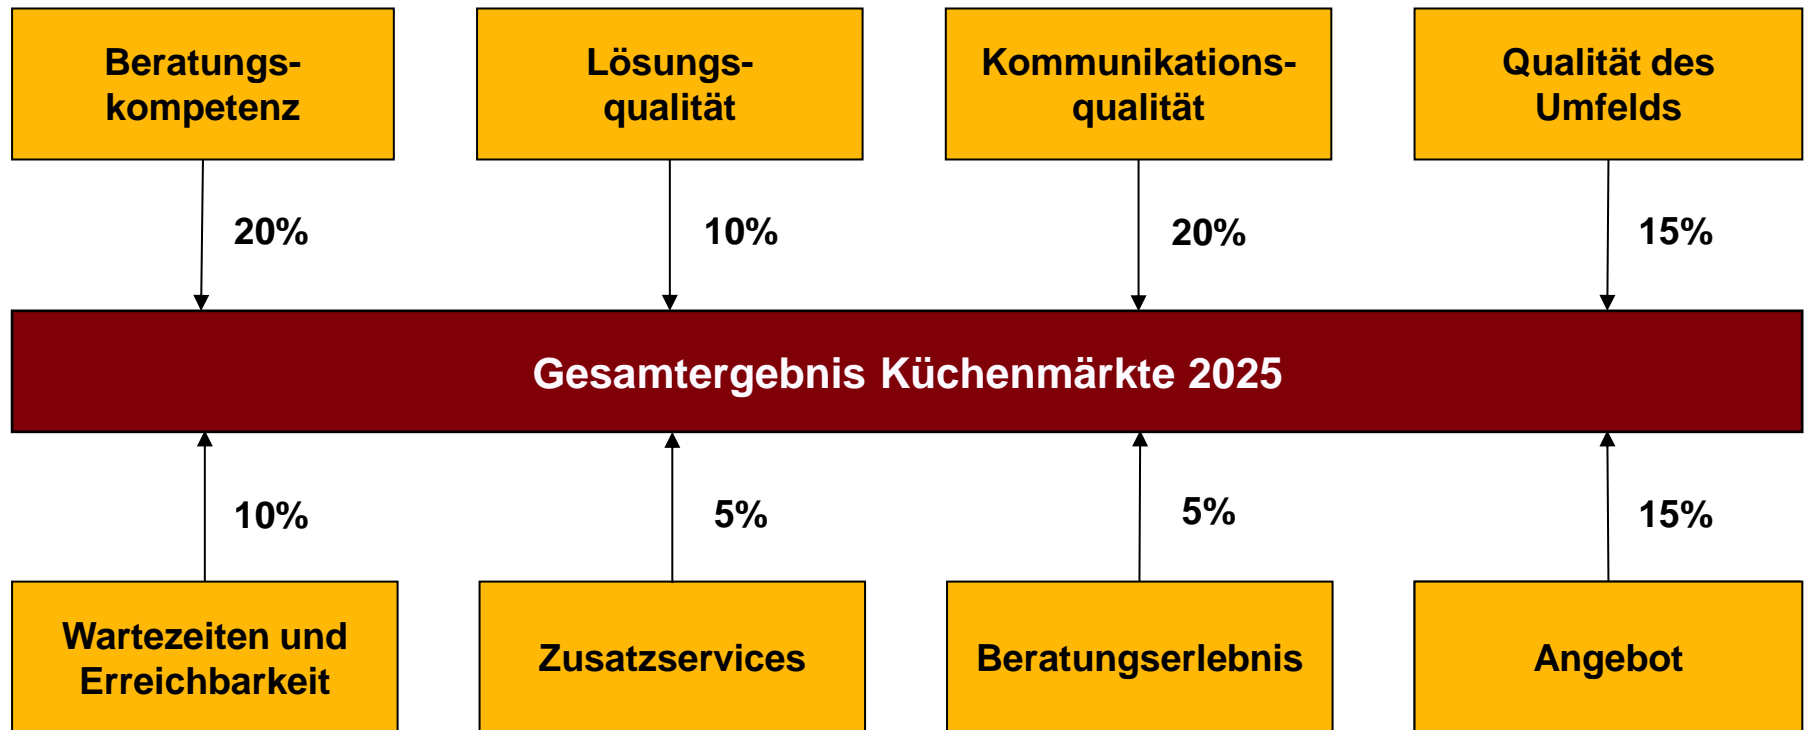 Beratungs-
kompetenz
Lösungs-
qualität
Kommunikations-
qualität
Qualität des
Umfelds
20%
10%
20%
15%
Gesamtergebnis Küchenmärkte 2025
10%
5%
5%
15%
Wartezeiten und
Erreichbarkeit
Zusatzservices
Beratungserlebnis
Angebot